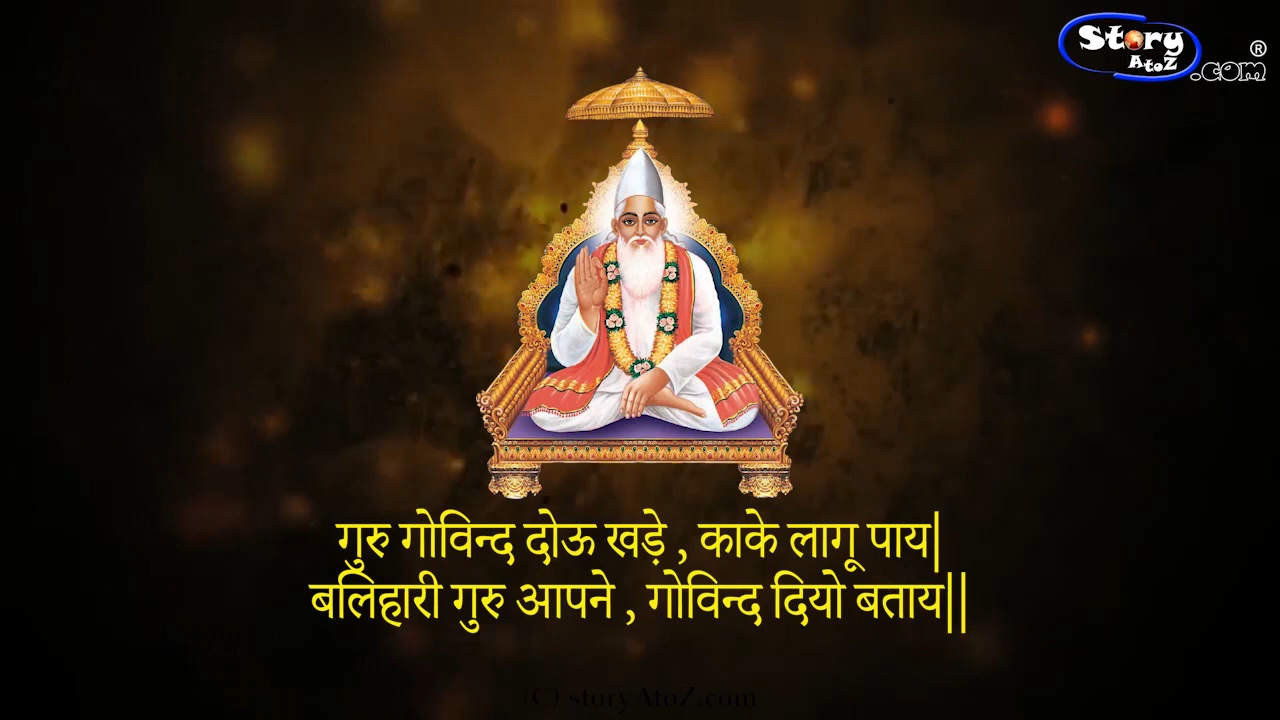 Story
AtoZ
.com ®
गुरु गोविन्द दोऊ खड़े , काके लागू पाय|
बलिहारी गुरु आपने , गोविन्द दियो बताय||
(C) storyAtoZ.com